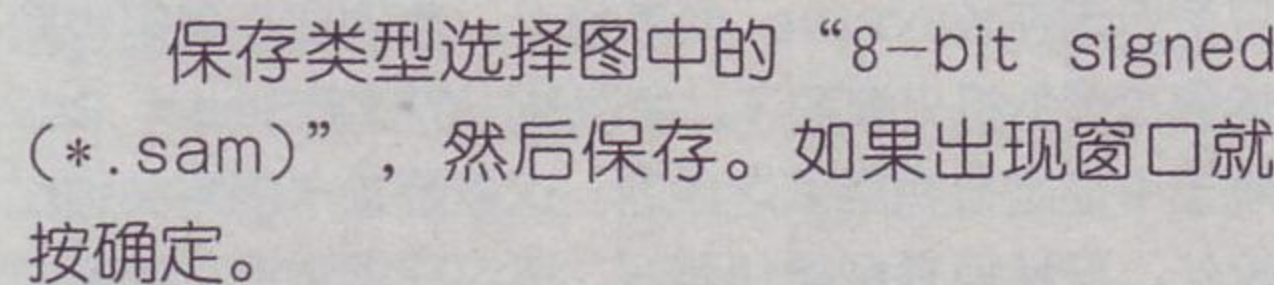 保存类型选择图中的“8-bit signed
(*.sam)”，然后保存。如果出现窗口就
按确定。